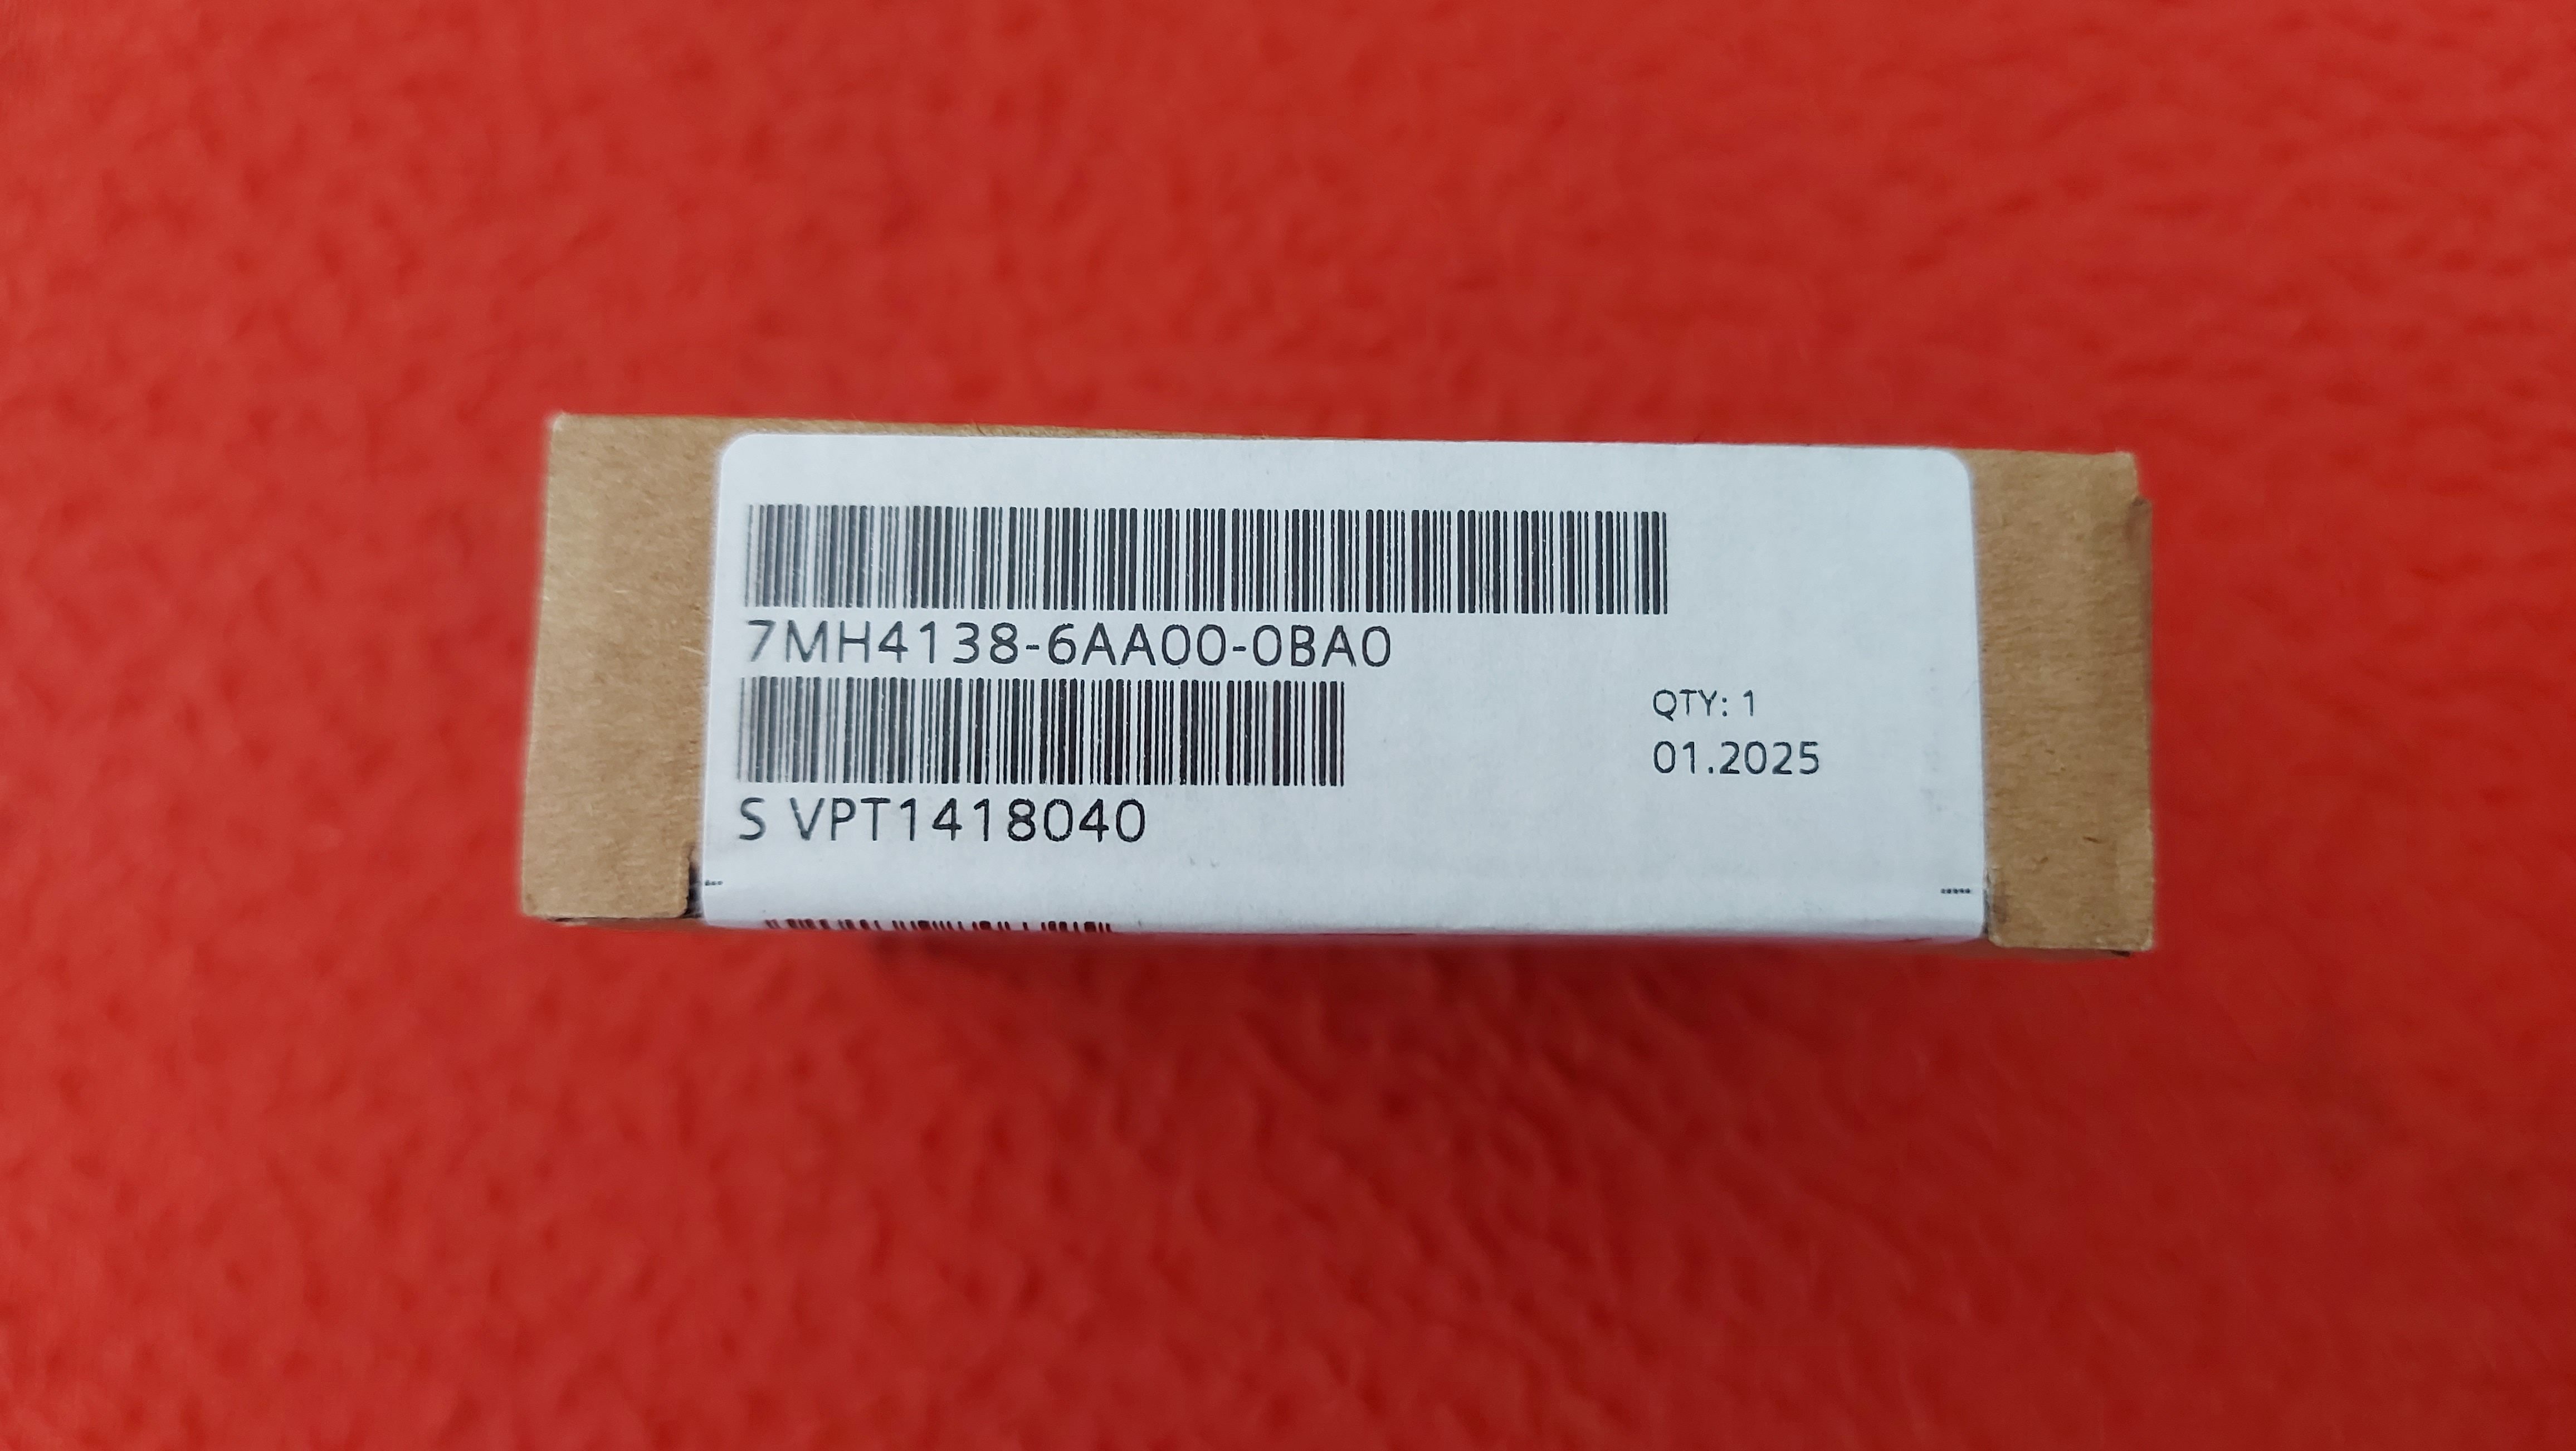 7MH4138-6AA00-0BA0
QTY: 1
01.2025
S VPT1418040